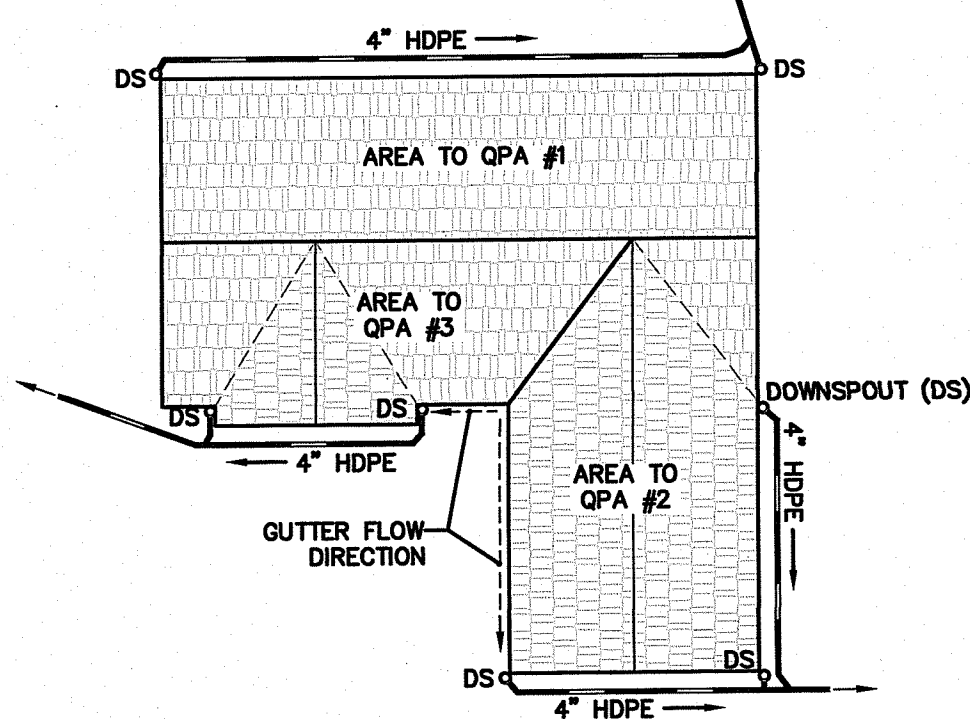 4" HDPE
DS
DS
AREA TO QPA #1
AREA TO
QPA #3
DOWNSPOUT (DS)
DS
DS
4" HDPE
4" HDPE
AREA TO
QPA #2
GUTTER FLOW
DIRECTION
DS
DS
4" HDPE